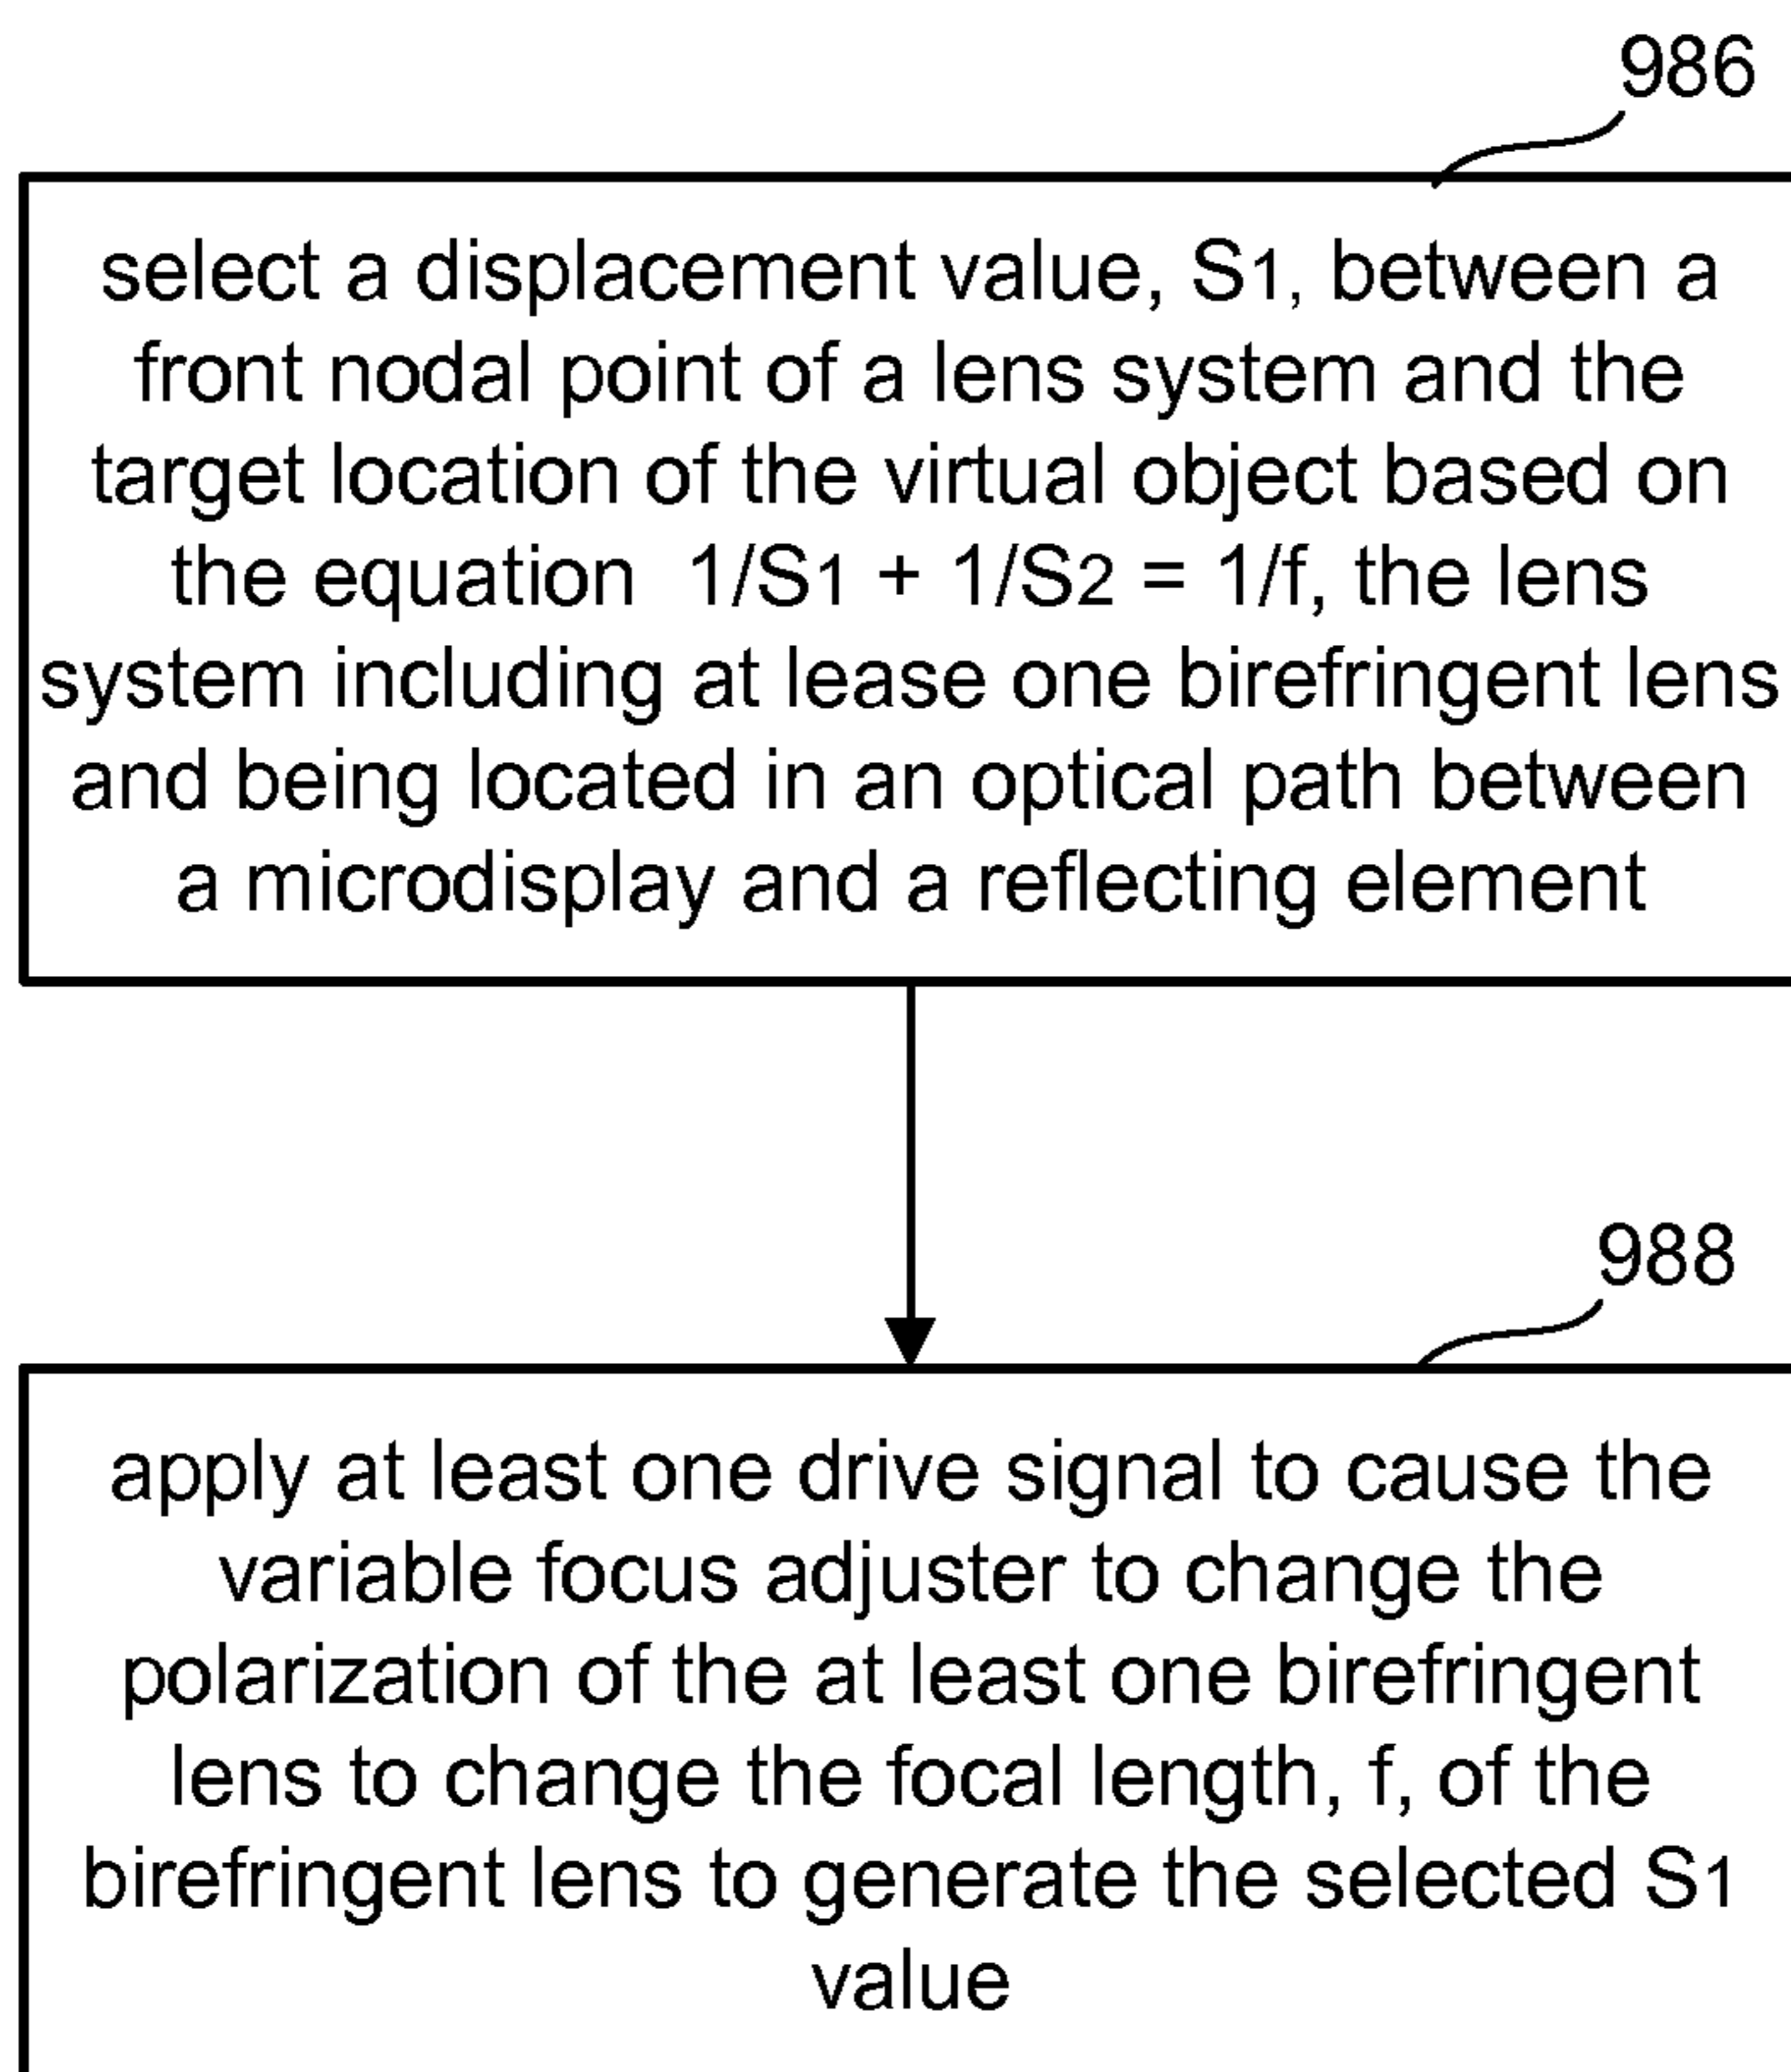 986
select a displacement value, S1, between a
front nodal point of a lens system and the
target location of the virtual object based on
the equation 1/S1 + 1/S2 = 1/f, the lens
system including at lease one birefringent lens
and being located in an optical path between
a microdisplay and a reflecting element
988
apply at least one drive signal to cause the
variable focus adjuster to change the
polarization of the at least one birefringent
lens to change the focal length, f, of the
birefringent lens to generate the selected S1
value